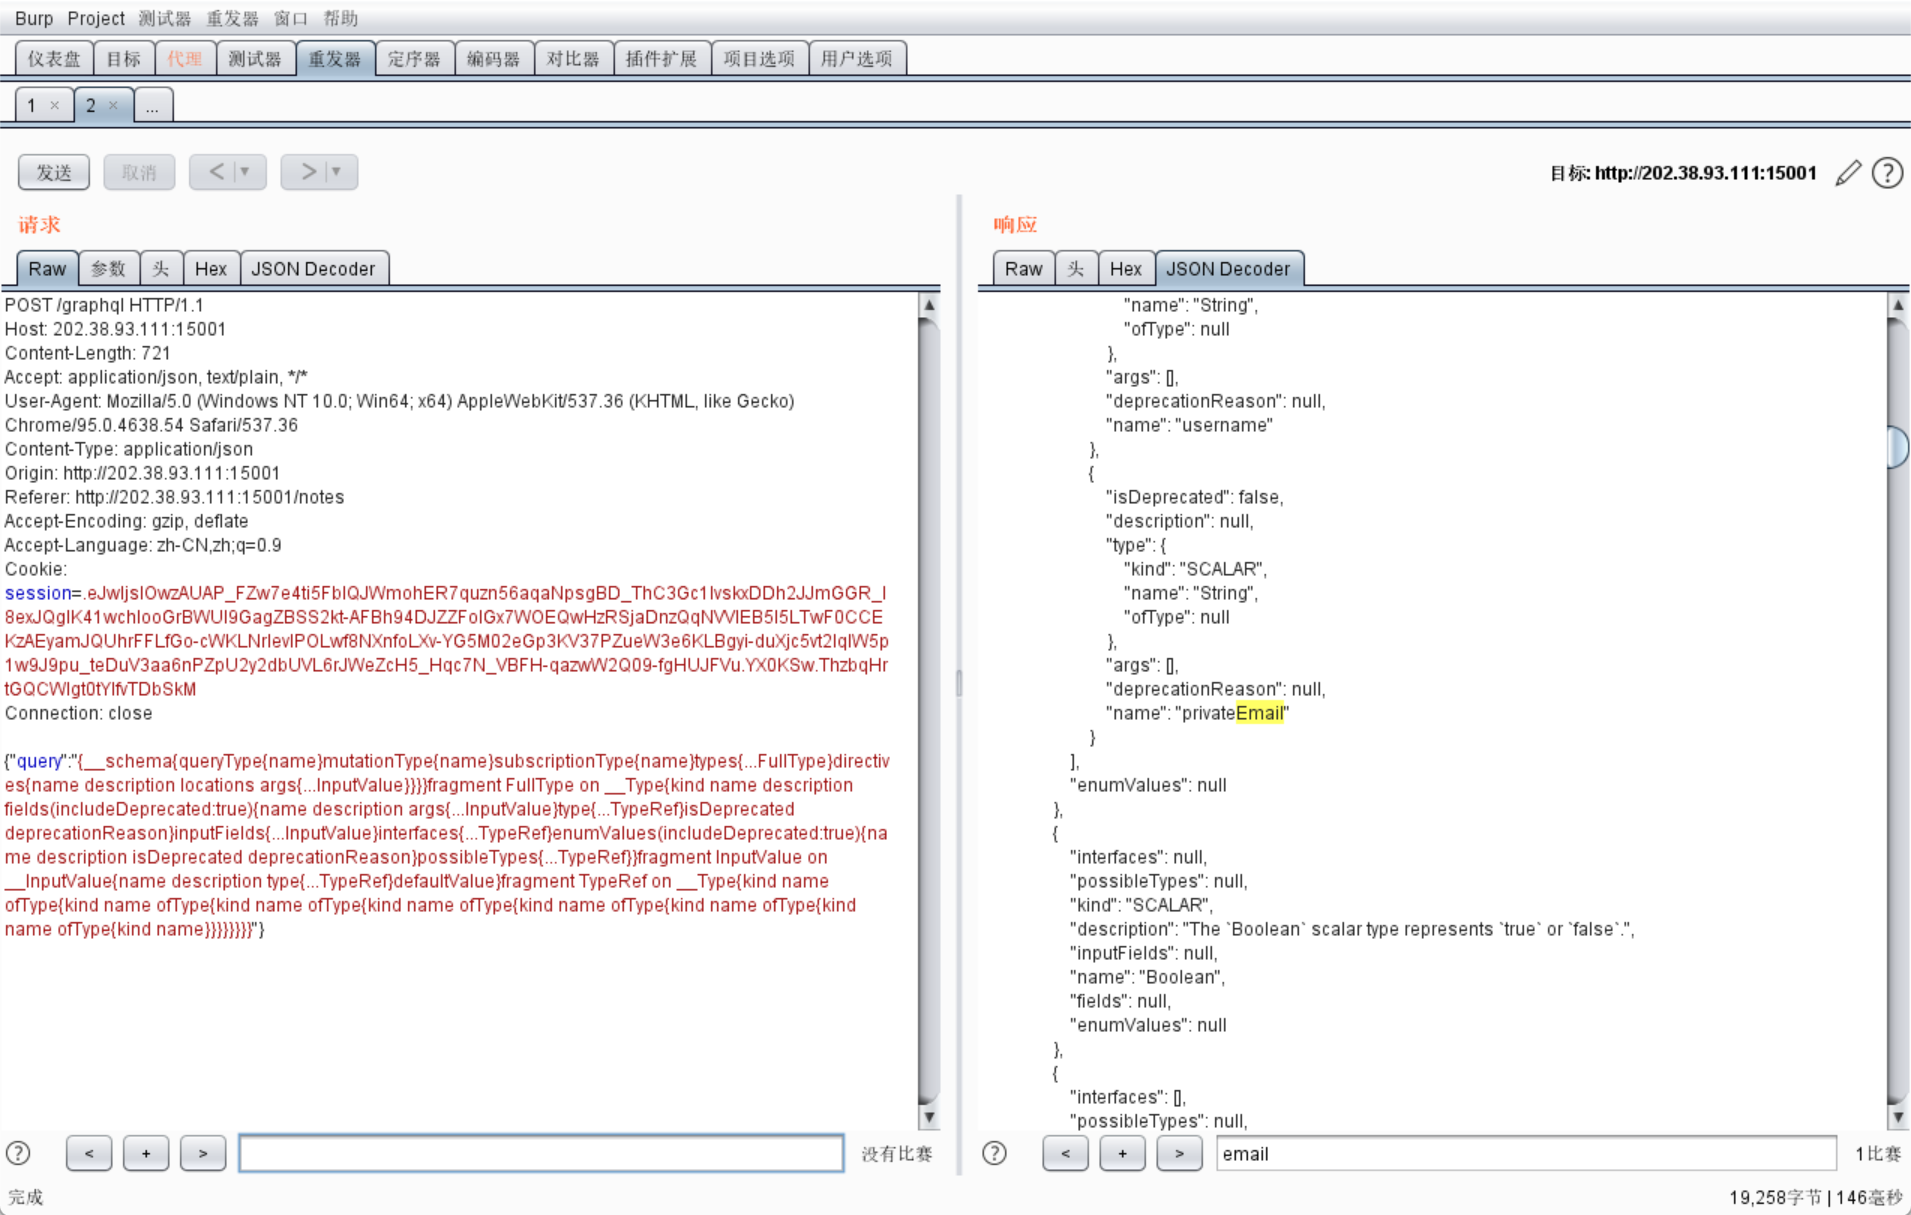 Burp Project 测试器 重发器 窗口 帮助
仪表盘 目标 代理 测试器 重发器 定序器 编码器 对比器 插件扩展 项目选项 用户选项
1 × 2 × ...
发送 取消 < > 目标: http://202.38.93.111:15001
请求
Raw 参数 头 Hex JSON Decoder
POST /graphql HTTP/1.1
Host: 202.38.93.111:15001
Content-Length: 721
Accept: application/json, text/plain, */*
User-Agent: Mozilla/5.0 (Windows NT 10.0; Win64; x64) AppleWebKit/537.36 (KHTML, like Gecko)
Chrome/95.0.4638.54 Safari/537.36
Content-Type: application/json
Origin: http://202.38.93.111:15001
Referer: http://202.38.93.111:15001/notes
Accept-Encoding: gzip, deflate
Accept-Language: zh-CN,zh;q=0.9
Cookie:
session=
Connection: close
{"query":"{__schema{queryType{name}mutationType{name}subscriptionType{name}types{...FullType}directiv
es{name description locations args{...InputValue}}}}fragment FullType on __Type{kind name description
fields(includeDeprecated:true){name description args{...InputValue}type{...TypeRef}isDeprecated
deprecationReason}inputFields{...InputValue}interfaces{...TypeRef}enumValues(includeDeprecated:true){na
me description isDeprecated deprecationReason}possibleTypes{...TypeRef}}fragment InputValue on
__InputValue{name description type{...TypeRef}defaultValue}fragment TypeRef on __Type{kind name
ofType{kind name ofType{kind name ofType{kind name ofType{kind name ofType{kind name ofType{kind
name ofType{kind name}}}}}}}}"}
< + > 没有比赛
响应
Raw 头 Hex JSON Decoder
"name": "String",
"ofType": null
},
"args": [],
"deprecationReason": null,
"name": "username"
},
{
"isDeprecated": false,
"description": null,
"type": {
"kind": "SCALAR",
"name": "String",
"ofType": null
},
"args": [],
"deprecationReason": null,
"name": "privateEmail"
}
],
"enumValues": null
},
{
"interfaces": null,
"possibleTypes": null,
"kind": "SCALAR",
"description": "The `Boolean` scalar type represents `true` or `false`.",
"inputFields": null,
"name": "Boolean",
"fields": null,
"enumValues": null
},
{
"interfaces": [],
"possibleTypes": null,
< + > email 1比赛
完成 19,258字节 | 146毫秒